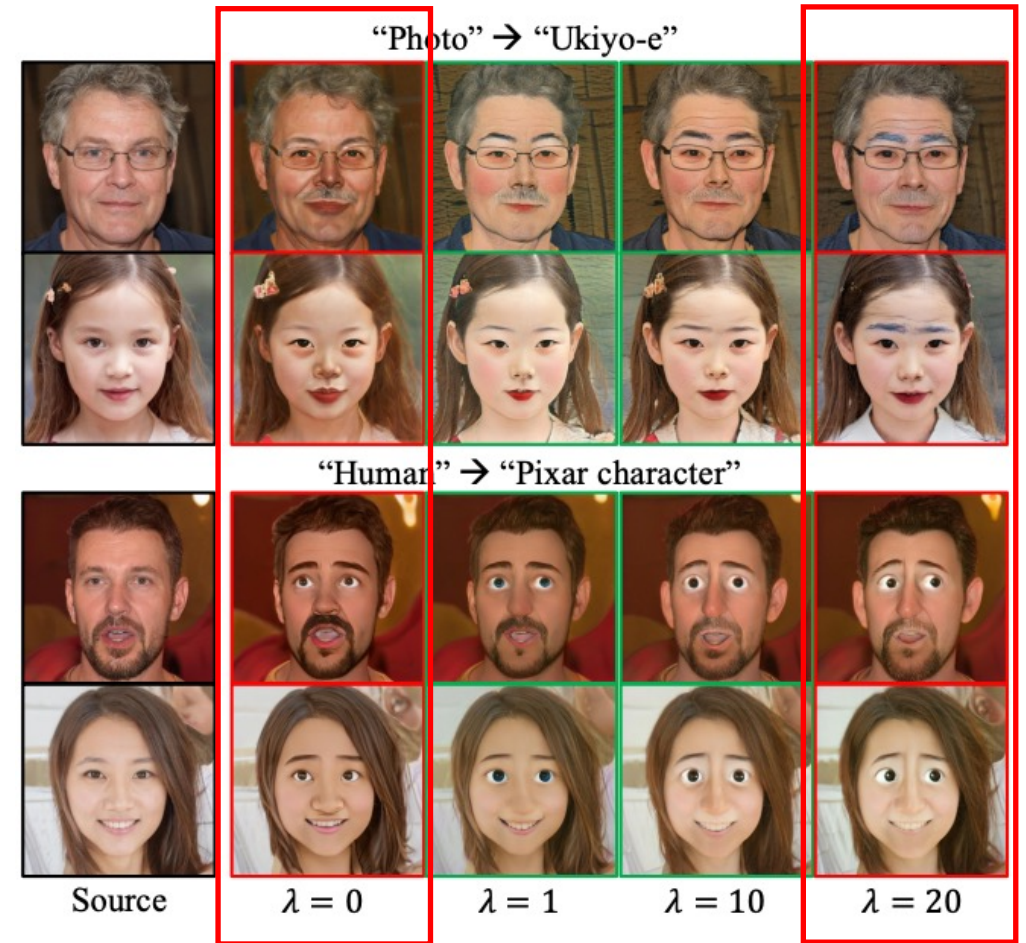 “Photo” → “Ukiyo-e”
“Human” → “Pixar character”
Source λ = 0 λ = 1 λ = 10 λ = 20